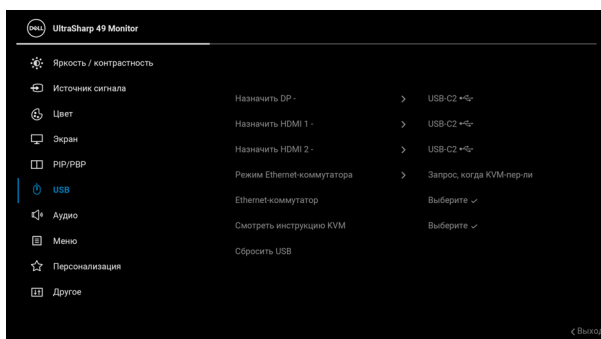 DELL UltraSharp 49 Monitor
Яркость / контрастность
Источник сигнала
Цвет
Экран
PIP/PBP
USB
Аудио
Меню
Персонализация
Другое
Назначить DP - USB-C2
Назначить HDMI 1 - USB-C2
Назначить HDMI 2 - USB-C2
Режим Ethernet-коммутатора Запрос, когда KVM-пер-ли
Ethernet-коммутатор Выберите
Смотреть инструкцию KVM Выберите
Сбросить USB
Выход